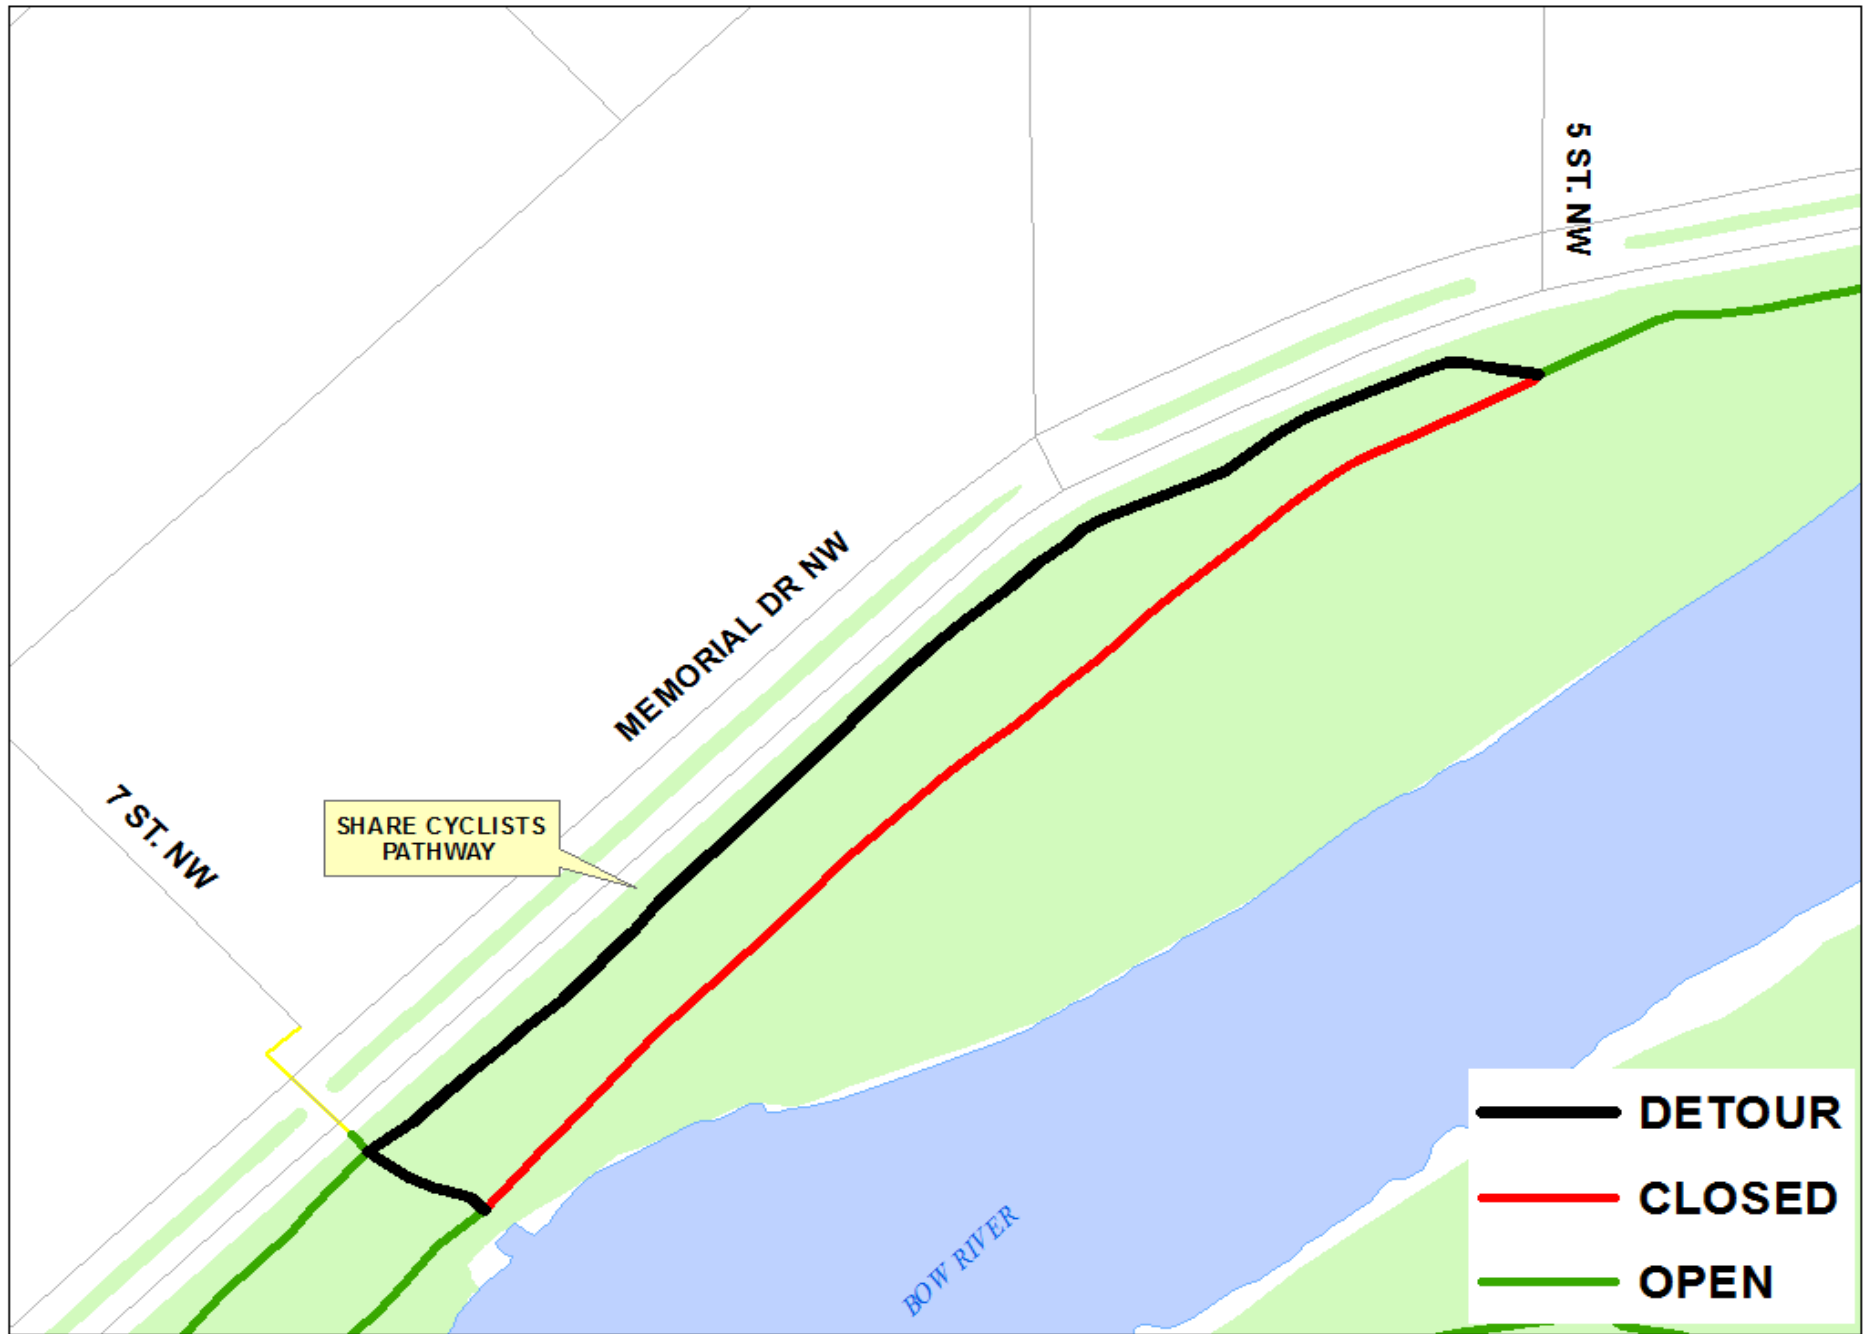 5 ST. NW
MEMORIAL DR NW
7 ST. NW
SHARE CYCLISTS
PATHWAY
BOW RIVER
DETOUR
CLOSED
OPEN